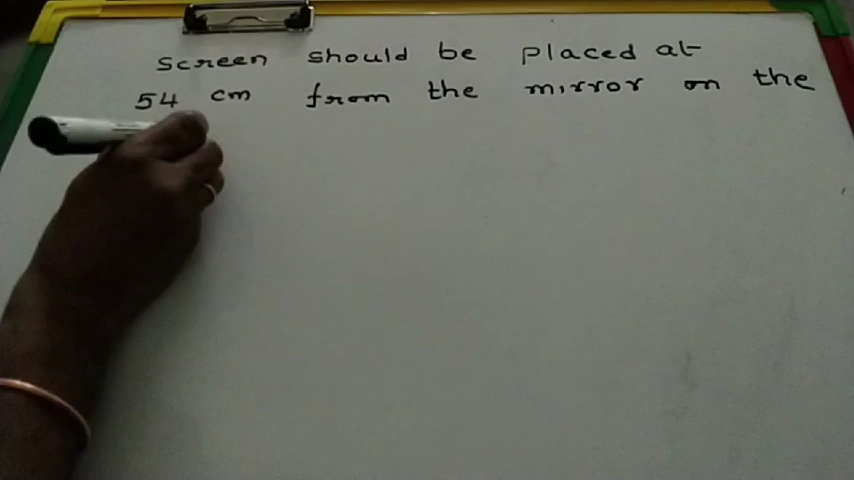 Screen should be placed at
54 cm from the mirror on the